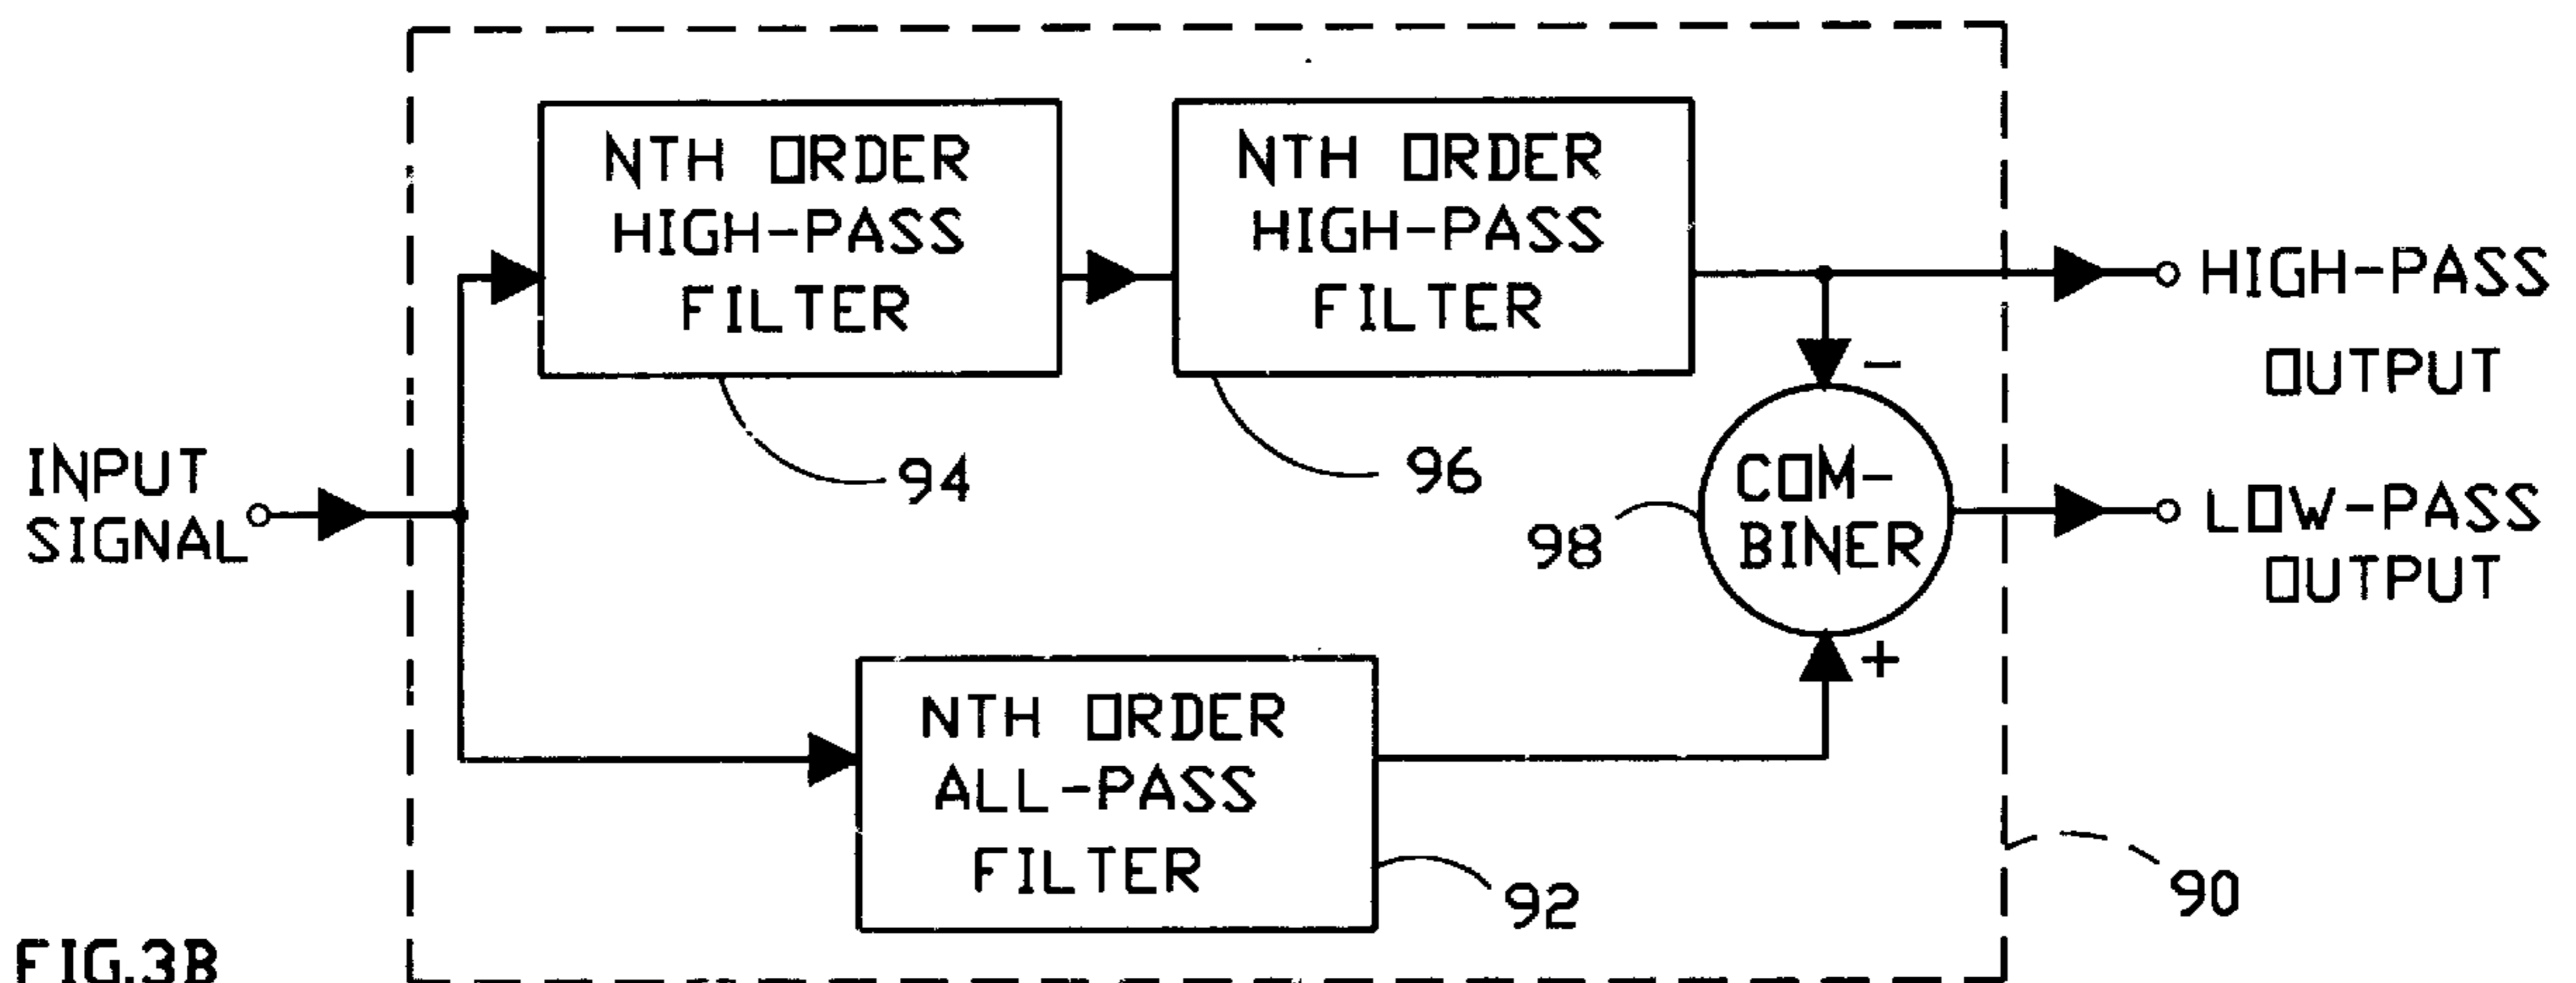 NTH ORDER
HIGH-PASS
FILTER
94
NTH ORDER
HIGH-PASS
FILTER
96
HIGH-PASS
OUTPUT
-
INPUT
SIGNAL
COM-
BINER
98
LOW-PASS
OUTPUT
+
NTH ORDER
ALL-PASS
FILTER
92
90
FIG.3B